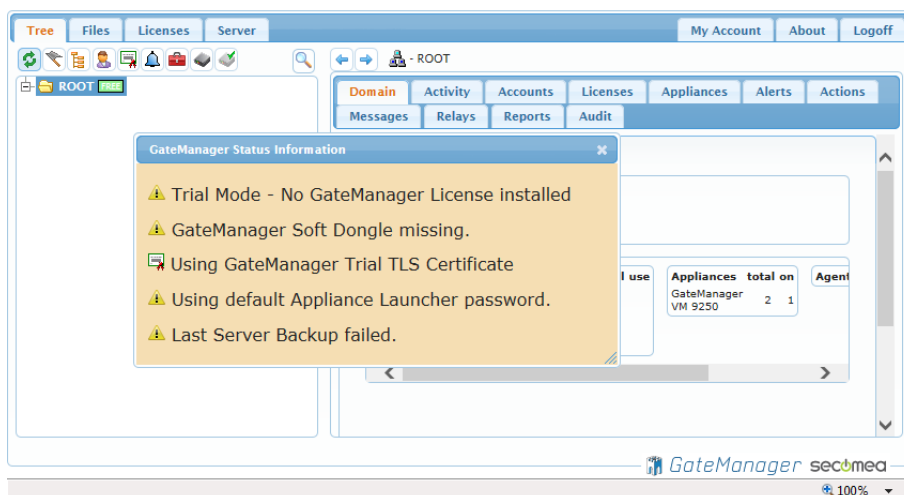 Tree Files Licenses Server My Account About Logoff
- ROOT
ROOT FREE
Domain Activity Accounts Licenses Appliances Alerts Actions
Messages Relays Reports Audit
GateManager Status Information
Trial Mode - No GateManager License installed
GateManager Soft Dongle missing.
Using GateManager Trial TLS Certificate
Using default Appliance Launcher password.
Last Server Backup failed.
use
Appliances total on
GateManager
VM 9250 2 1
Agent
GateManager secomea
100%